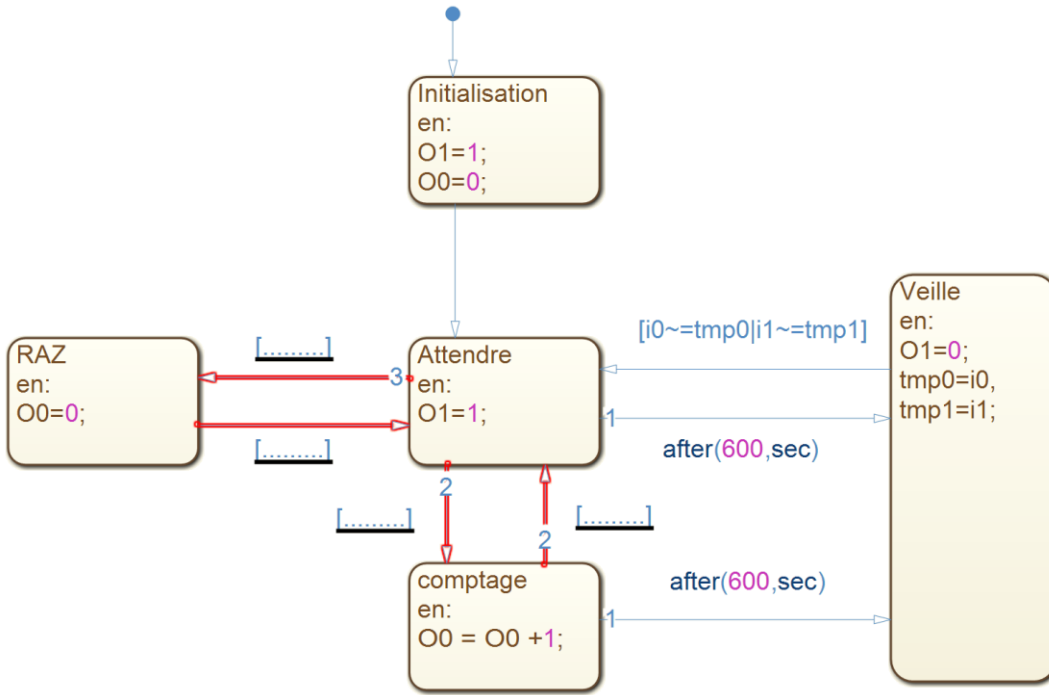 Initialisation
en:
O1=1;
O0=0;
Veille
en:
O1=0;
tmp0=i0,
tmp1=i1;
[i0~=tmp0|i1~=tmp1]
RAZ
en:
O0=0;
[.........]
3
Attendre
en:
O1=1;
1
[.........]
after(600,sec)
2
[.........]
[.........]
2
comptage
en:
O0 = O0 +1;
after(600,sec)
1